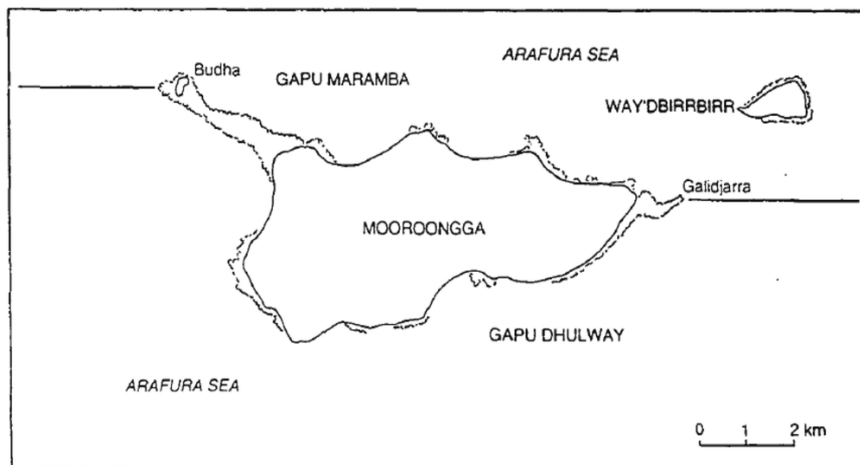 ARAFURA SEA
Budha
GAPU MARAMBA
WAY'DBIRRBIRR
Galidjarra
MOOROONGGA
GAPU DHULWAY
ARAFURA SEA
0 1 2 km